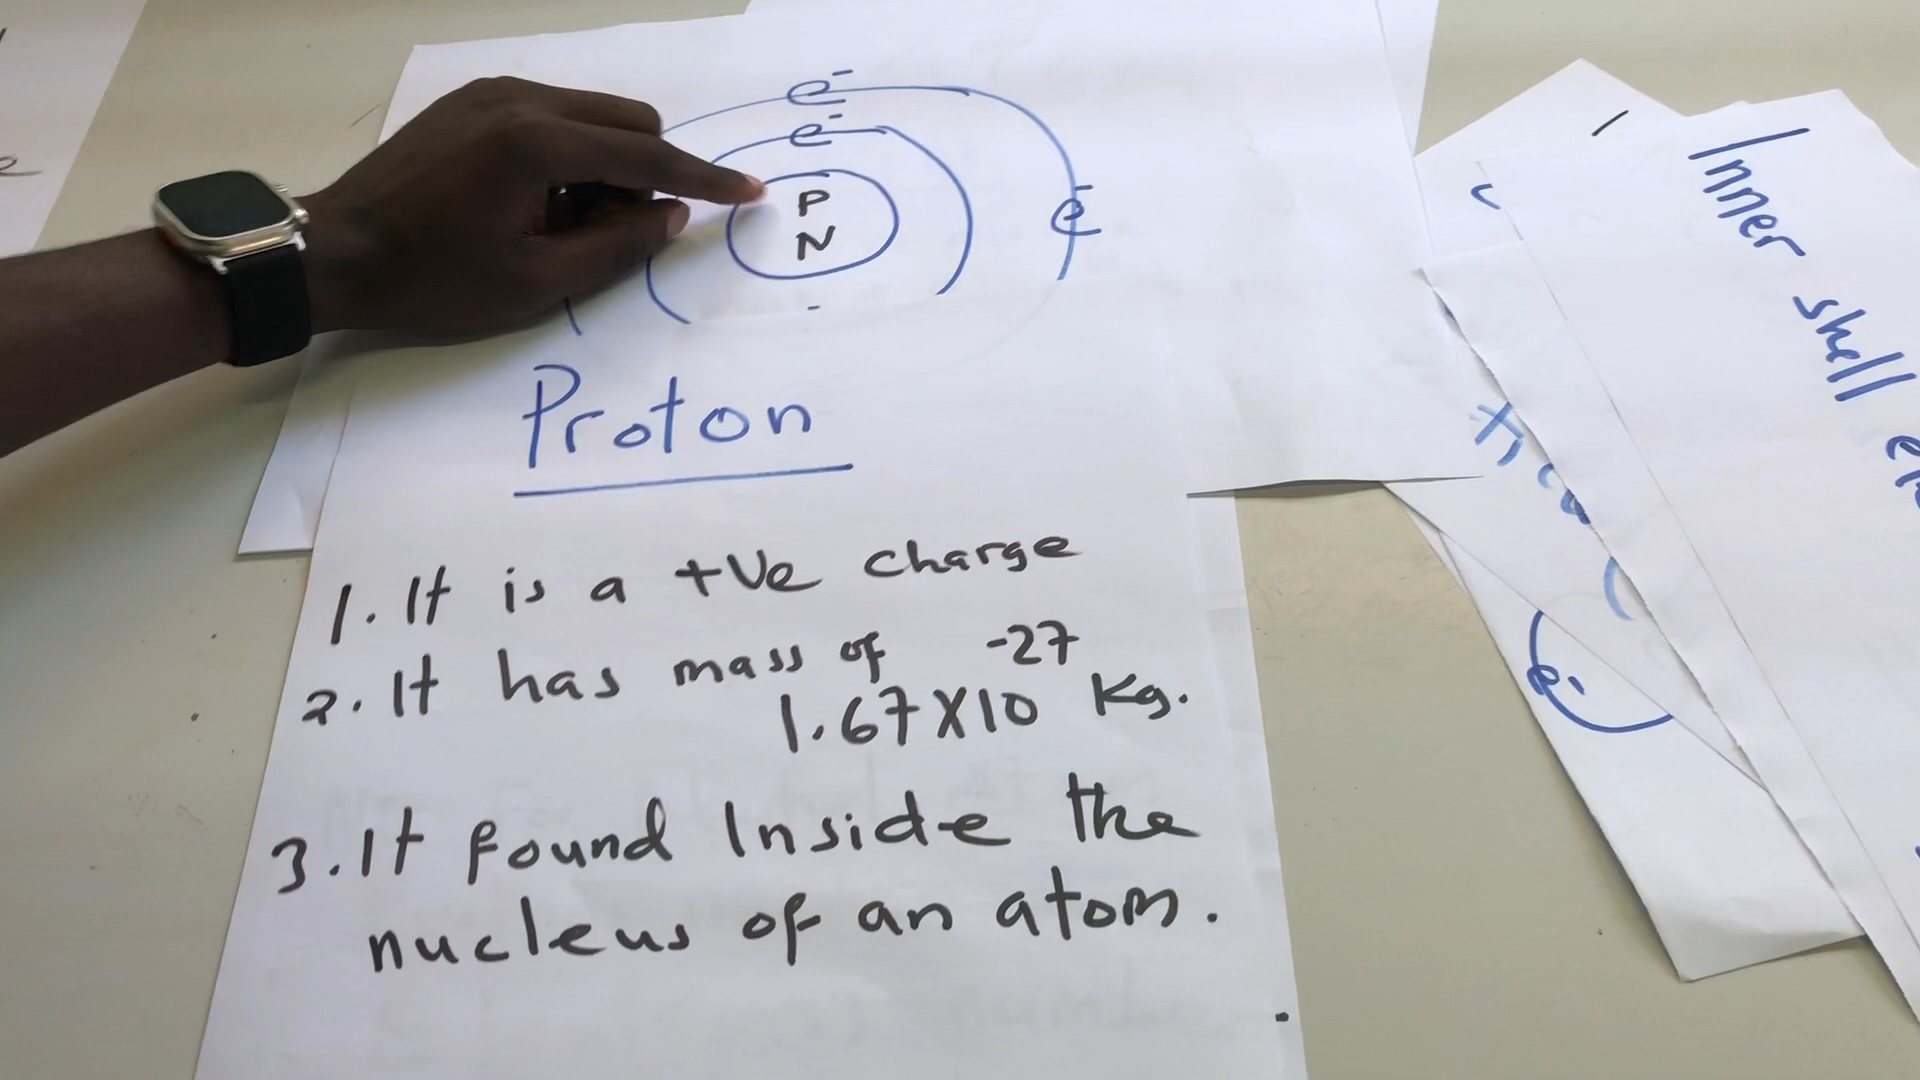 e⁻
e⁻
P
N
e⁻
Proton
1. It is a +Ve charge
2. It has mass of
1.67X10⁻²⁷ Kg.
3. It found Inside the
nucleus of an atom.
Inner shell
e⁻